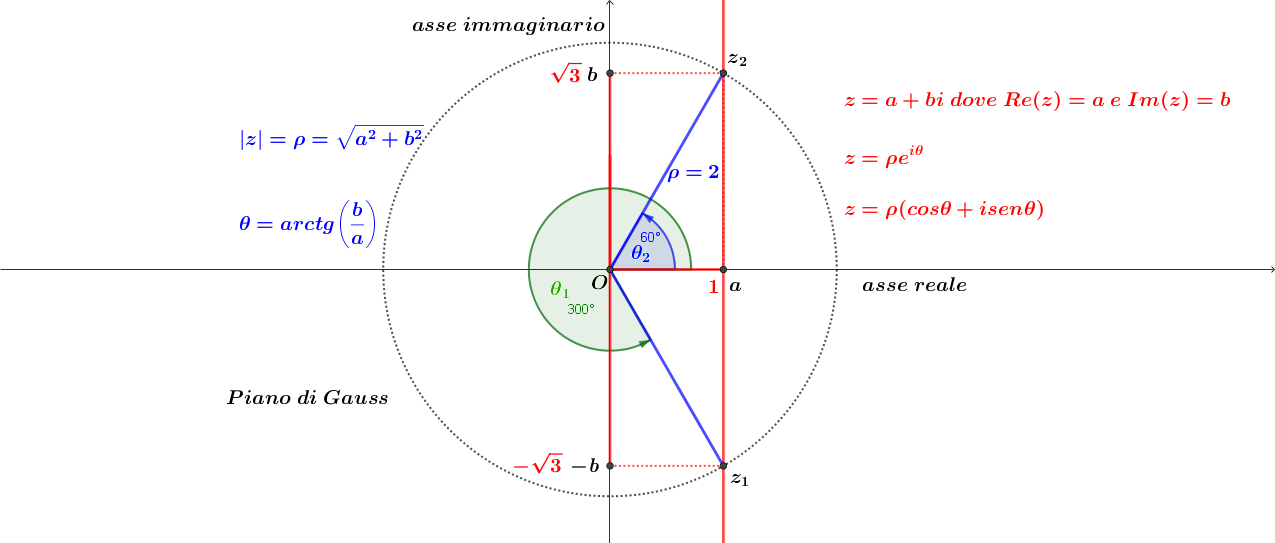 asse immaginario
z₂
√3 b
z = a + bi dove Re(z) = a e Im(z) = b
|z| = ρ = √(a² + b²)
z = ρe^{iθ}
ρ = 2
θ = arctg(b/a)
z = ρ(cosθ + isenθ)
60°
θ₂
O
1 a
asse reale
θ₁
300°
Piano di Gauss
−√3 −b
z₁